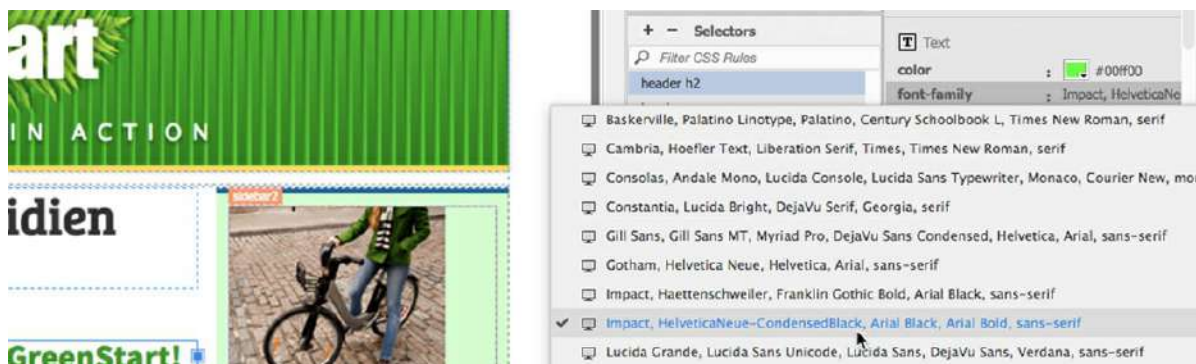 art
IN ACTION
idien
sidebar2
GreenStart!
+ − Selectors
Filter CSS Rules
header h2
T Text
color : #00ff00
font-family : Impact, HelveticaNe
Baskerville, Palatino Linotype, Palatino, Century Schoolbook L, Times New Roman, serif
Cambria, Hoefler Text, Liberation Serif, Times, Times New Roman, serif
Consolas, Andale Mono, Lucida Console, Lucida Sans Typewriter, Monaco, Courier New, mo
Constantia, Lucida Bright, DejaVu Serif, Georgia, serif
Gill Sans, Gill Sans MT, Myriad Pro, DejaVu Sans Condensed, Helvetica, Arial, sans-serif
Gotham, Helvetica Neue, Helvetica, Arial, sans-serif
Impact, Haettenschweiler, Franklin Gothic Bold, Arial Black, sans-serif
Impact, HelveticaNeue-CondensedBlack, Arial Black, Arial Bold, sans-serif
Lucida Grande, Lucida Sans Unicode, Lucida Sans, DejaVu Sans, Verdana, sans-serif